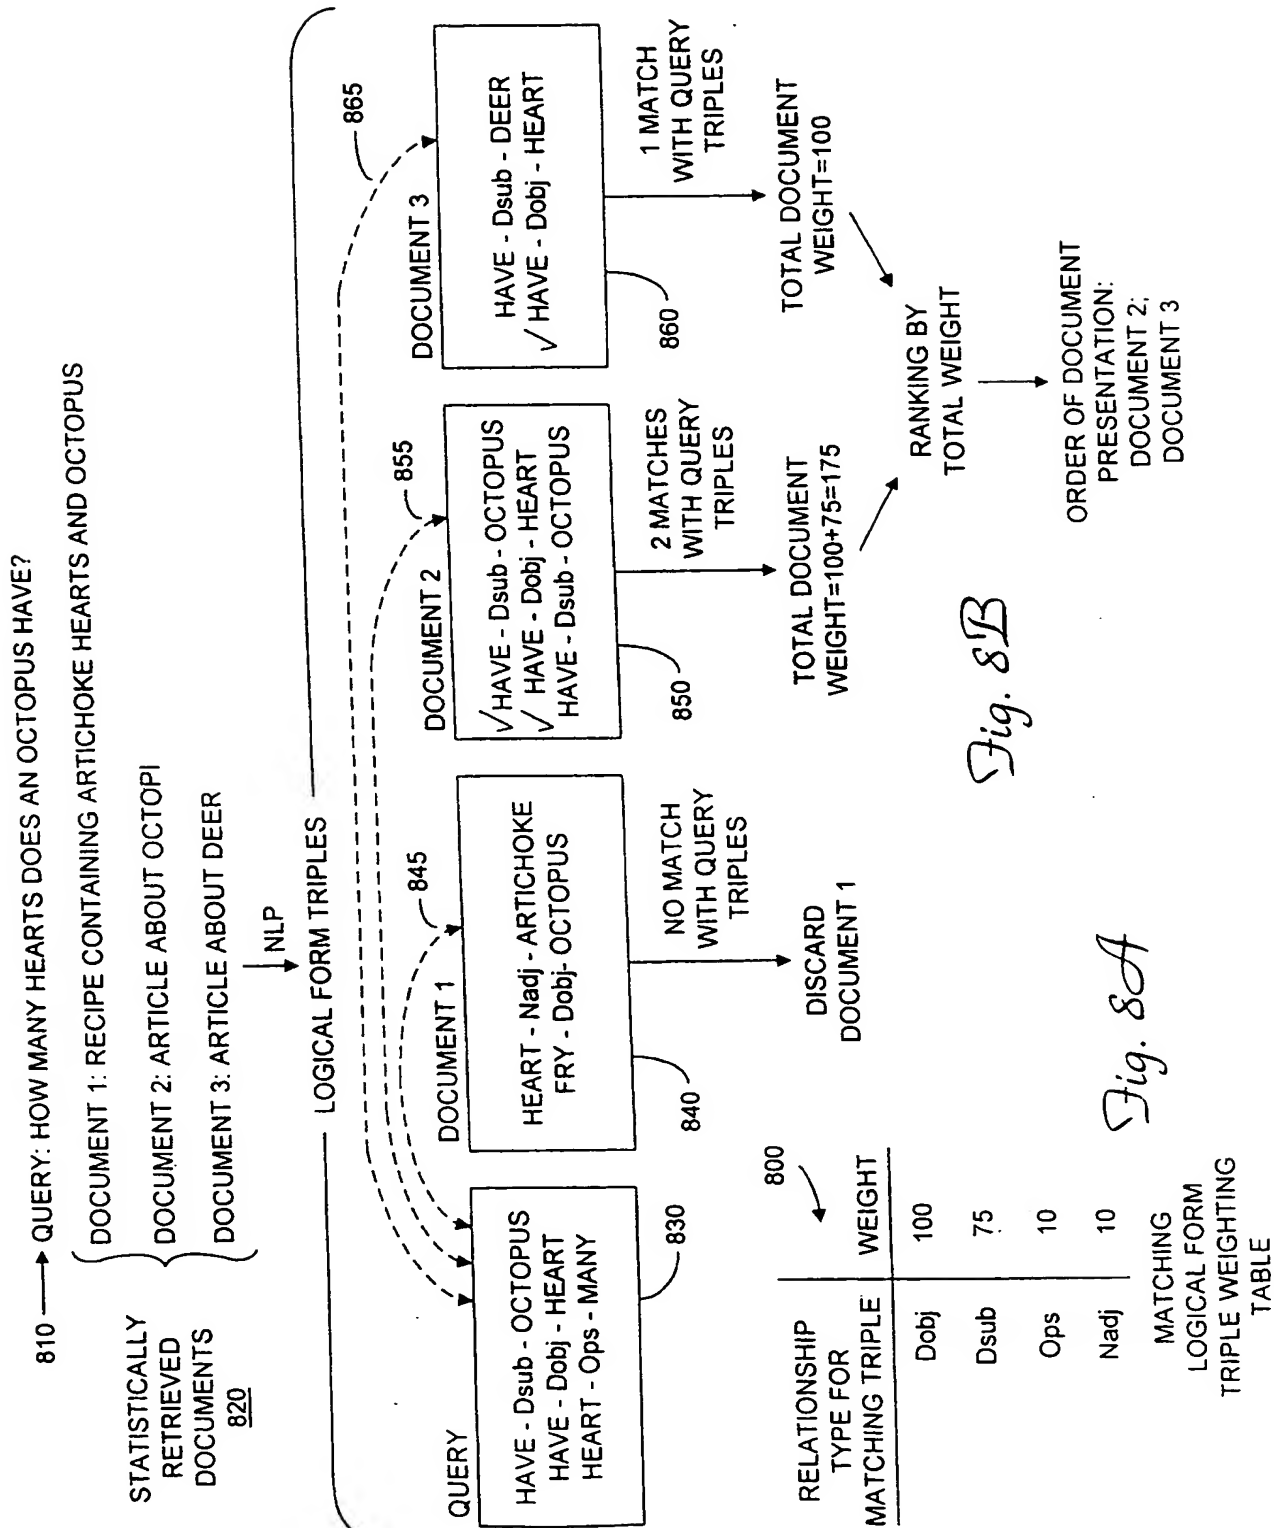 810
QUERY: HOW MANY HEARTS DOES AN OCTOPUS HAVE?
STATISTICALLY
RETRIEVED
DOCUMENTS
820
DOCUMENT 1: RECIPE CONTAINING ARTICHOKE HEARTS AND OCTOPUS
DOCUMENT 2: ARTICLE ABOUT OCTOPI
DOCUMENT 3: ARTICLE ABOUT DEER
NLP
LOGICAL FORM TRIPLES
QUERY
HAVE - Dsub - OCTOPUS
HAVE - Dobj - HEART
HEART - Ops - MANY
830
DOCUMENT 1
845
HEART - Nadj - ARTICHOKE
FRY - Dobj- OCTOPUS
840
NO MATCH
WITH QUERY
TRIPLES
DISCARD
DOCUMENT 1
DOCUMENT 2
855
✓HAVE - Dsub - OCTOPUS
✓ HAVE - Dobj - HEART
HAVE - Dsub - OCTOPUS
850
2 MATCHES
WITH QUERY
TRIPLES
TOTAL DOCUMENT
WEIGHT=100+75=175
DOCUMENT 3
865
HAVE - Dsub - DEER
✓ HAVE - Dobj - HEART
860
1 MATCH
WITH QUERY
TRIPLES
TOTAL DOCUMENT
WEIGHT=100
RANKING BY
TOTAL WEIGHT
ORDER OF DOCUMENT
PRESENTATION:
DOCUMENT 2;
DOCUMENT 3
Fig. 8B
800
RELATIONSHIP
TYPE FOR
MATCHING TRIPLE
WEIGHT
Dobj 100
Dsub 75
Ops 10
Nadj 10
MATCHING
LOGICAL FORM
TRIPLE WEIGHTING
TABLE
Fig. 8A